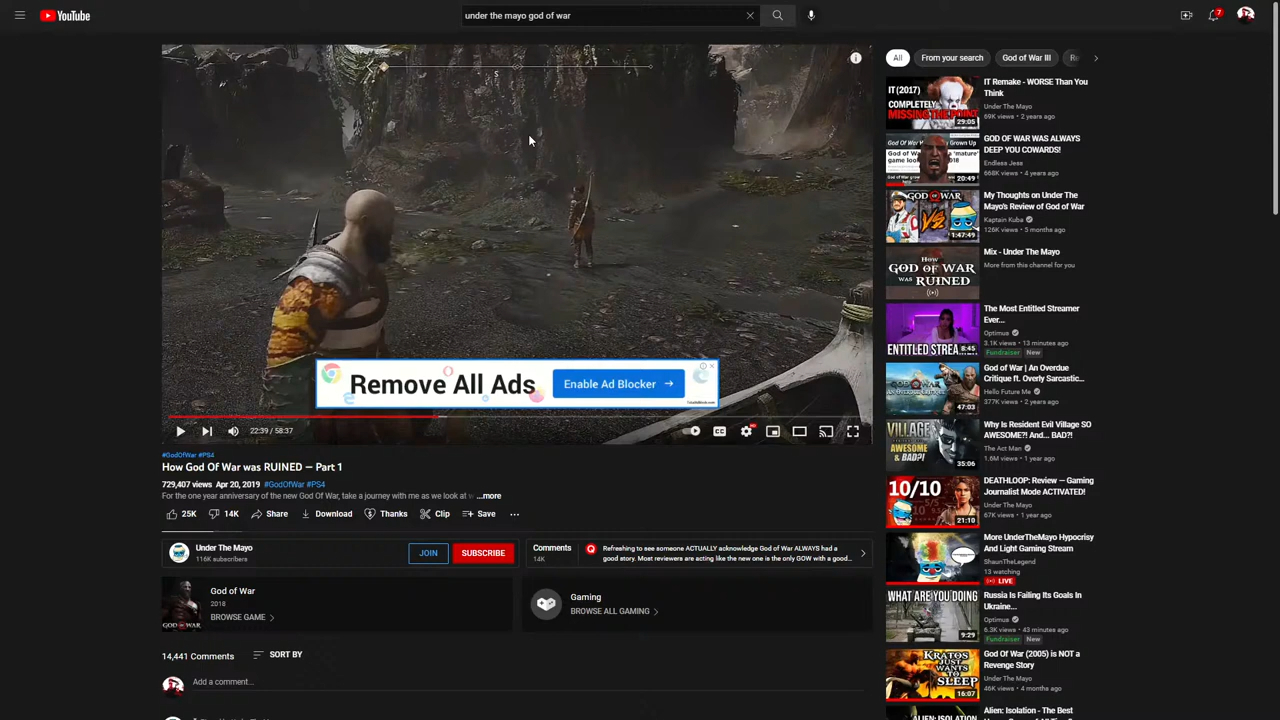 YouTube
under the mayo god of war
7
S
Remove All Ads
Enable Ad Blocker
22:39 / 58:37
CC
#GodOfWar #PS4
How God Of War was RUINED — Part 1
729,407 views Apr 20, 2019 #GodOfWar #PS4
For the one year anniversary of the new God Of War, take a journey with me as we look at w ...more
25K
14K
Share
Download
Thanks
Clip
Save
Under The Mayo
116K subscribers
JOIN
SUBSCRIBE
Comments
14K
Refreshing to see someone ACTUALLY acknowledge God of War ALWAYS had a
good story. Most reviewers are acting like the new one is the only GOW with a good...
God of War
2018
BROWSE GAME
GOD WAR
Gaming
BROWSE ALL GAMING
14,441 Comments
SORT BY
Add a comment...
All
From your search
God of War III
Ro
IT (2017)
COMPLETELY
MISSING THE POINT
29:05
IT Remake - WORSE Than You
Think
Under The Mayo
69K views • 2 years ago
20:49
GOD OF WAR WAS ALWAYS
DEEP YOU COWARDS!
Endless Jess
668K views • 4 years ago
GOD WAR
VS
1:47:49
My Thoughts on Under The
Mayo's Review of God of War
Kaptain Kuba
126K views • 5 months ago
HOW
GOD OF WAR
WAS RUINED
Mix - Under The Mayo
More from this channel for you
ENTITLED STREAMER
8:45
The Most Entitled Streamer
Ever...
Optimus
3.1K views • 13 minutes ago
Fundraiser
New
GOD WAR
47:03
God of War | An Overdue
Critique ft. Overly Sarcastic...
Hello Future Me
377K views • 2 years ago
VILLAGE
AWESOME
& BAD?!
35:06
Why Is Resident Evil Village SO
AWESOME?! And... BAD?!
The Act Man
1.6M views • 1 year ago
10/10
21:10
DEATHLOOP: Review — Gaming
Journalist Mode ACTIVATED!
Under The Mayo
67K views • 1 year ago
More UnderTheMayo Hypocrisy
And Light Gaming Stream
ShaunTheLegend
13 watching
LIVE
WHAT ARE YOU DOING
9:29
Russia Is Failing Its Goals In
Ukraine...
Optimus
6.3K views • 43 minutes ago
Fundraiser
New
KRATOS
JUST
WANTS
TO
SLEEP
16:07
God Of War (2005) is NOT a
Revenge Story
Under The Mayo
46K views • 4 months ago
Alien: Isolation - The Best